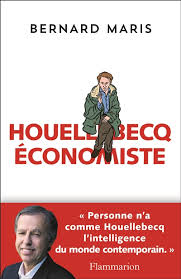 BERNARD MARIS
HOUELLEBECQ
ÉCONOMISTE
« Personne n'a
comme Houellebecq
l'intelligence
du monde contemporain. »
Flammarion